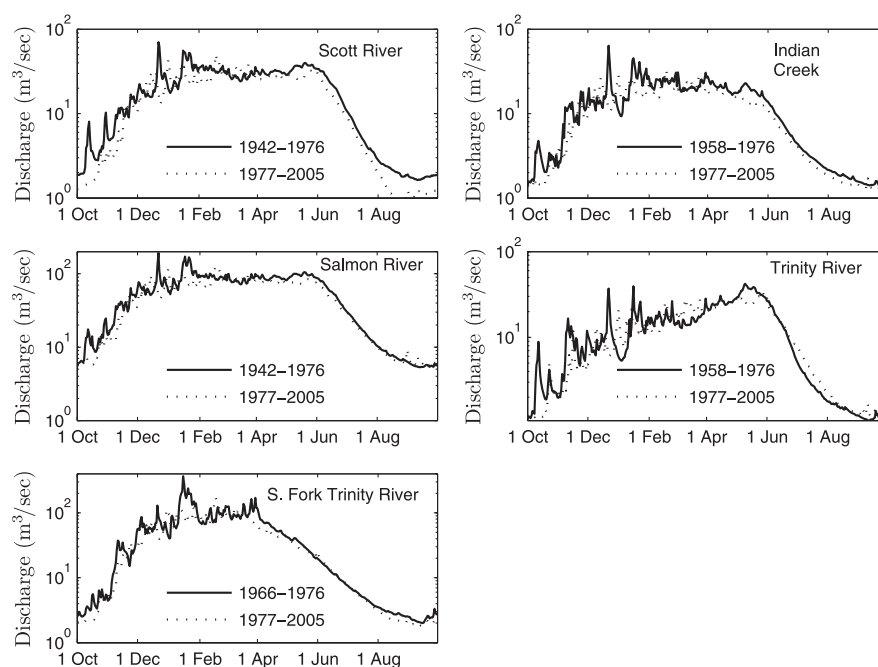 Discharge (m³/sec)
10²
10¹
10⁰
Scott River
1942–1976
1977–2005
1 Oct 1 Dec 1 Feb 1 Apr 1 Jun 1 Aug
Discharge (m³/sec)
10²
10¹
10⁰
Indian
Creek
1958–1976
1977–2005
1 Oct 1 Dec 1 Feb 1 Apr 1 Jun 1 Aug
Discharge (m³/sec)
10²
10¹
10⁰
Salmon River
1942–1976
1977–2005
1 Oct 1 Dec 1 Feb 1 Apr 1 Jun 1 Aug
Discharge (m³/sec)
10¹
Trinity River
1958–1976
1977–2005
1 Oct 1 Dec 1 Feb 1 Apr 1 Jun 1 Aug
Discharge (m³/sec)
10²
10¹
10⁰
S. Fork Trinity River
1966–1976
1977–2005
1 Oct 1 Dec 1 Feb 1 Apr 1 Jun 1 Aug